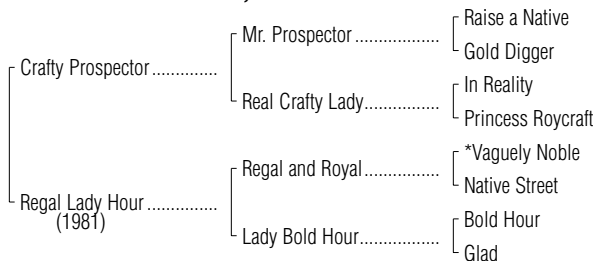 Raise a Native
Mr. Prospector ..................
Gold Digger
Crafty Prospector ..............
In Reality
Real Crafty Lady................
Princess Roycraft
*Vaguely Noble
Regal and Royal................
Native Street
Regal Lady Hour ...............
(1981)
Bold Hour
Lady Bold Hour.................
Glad